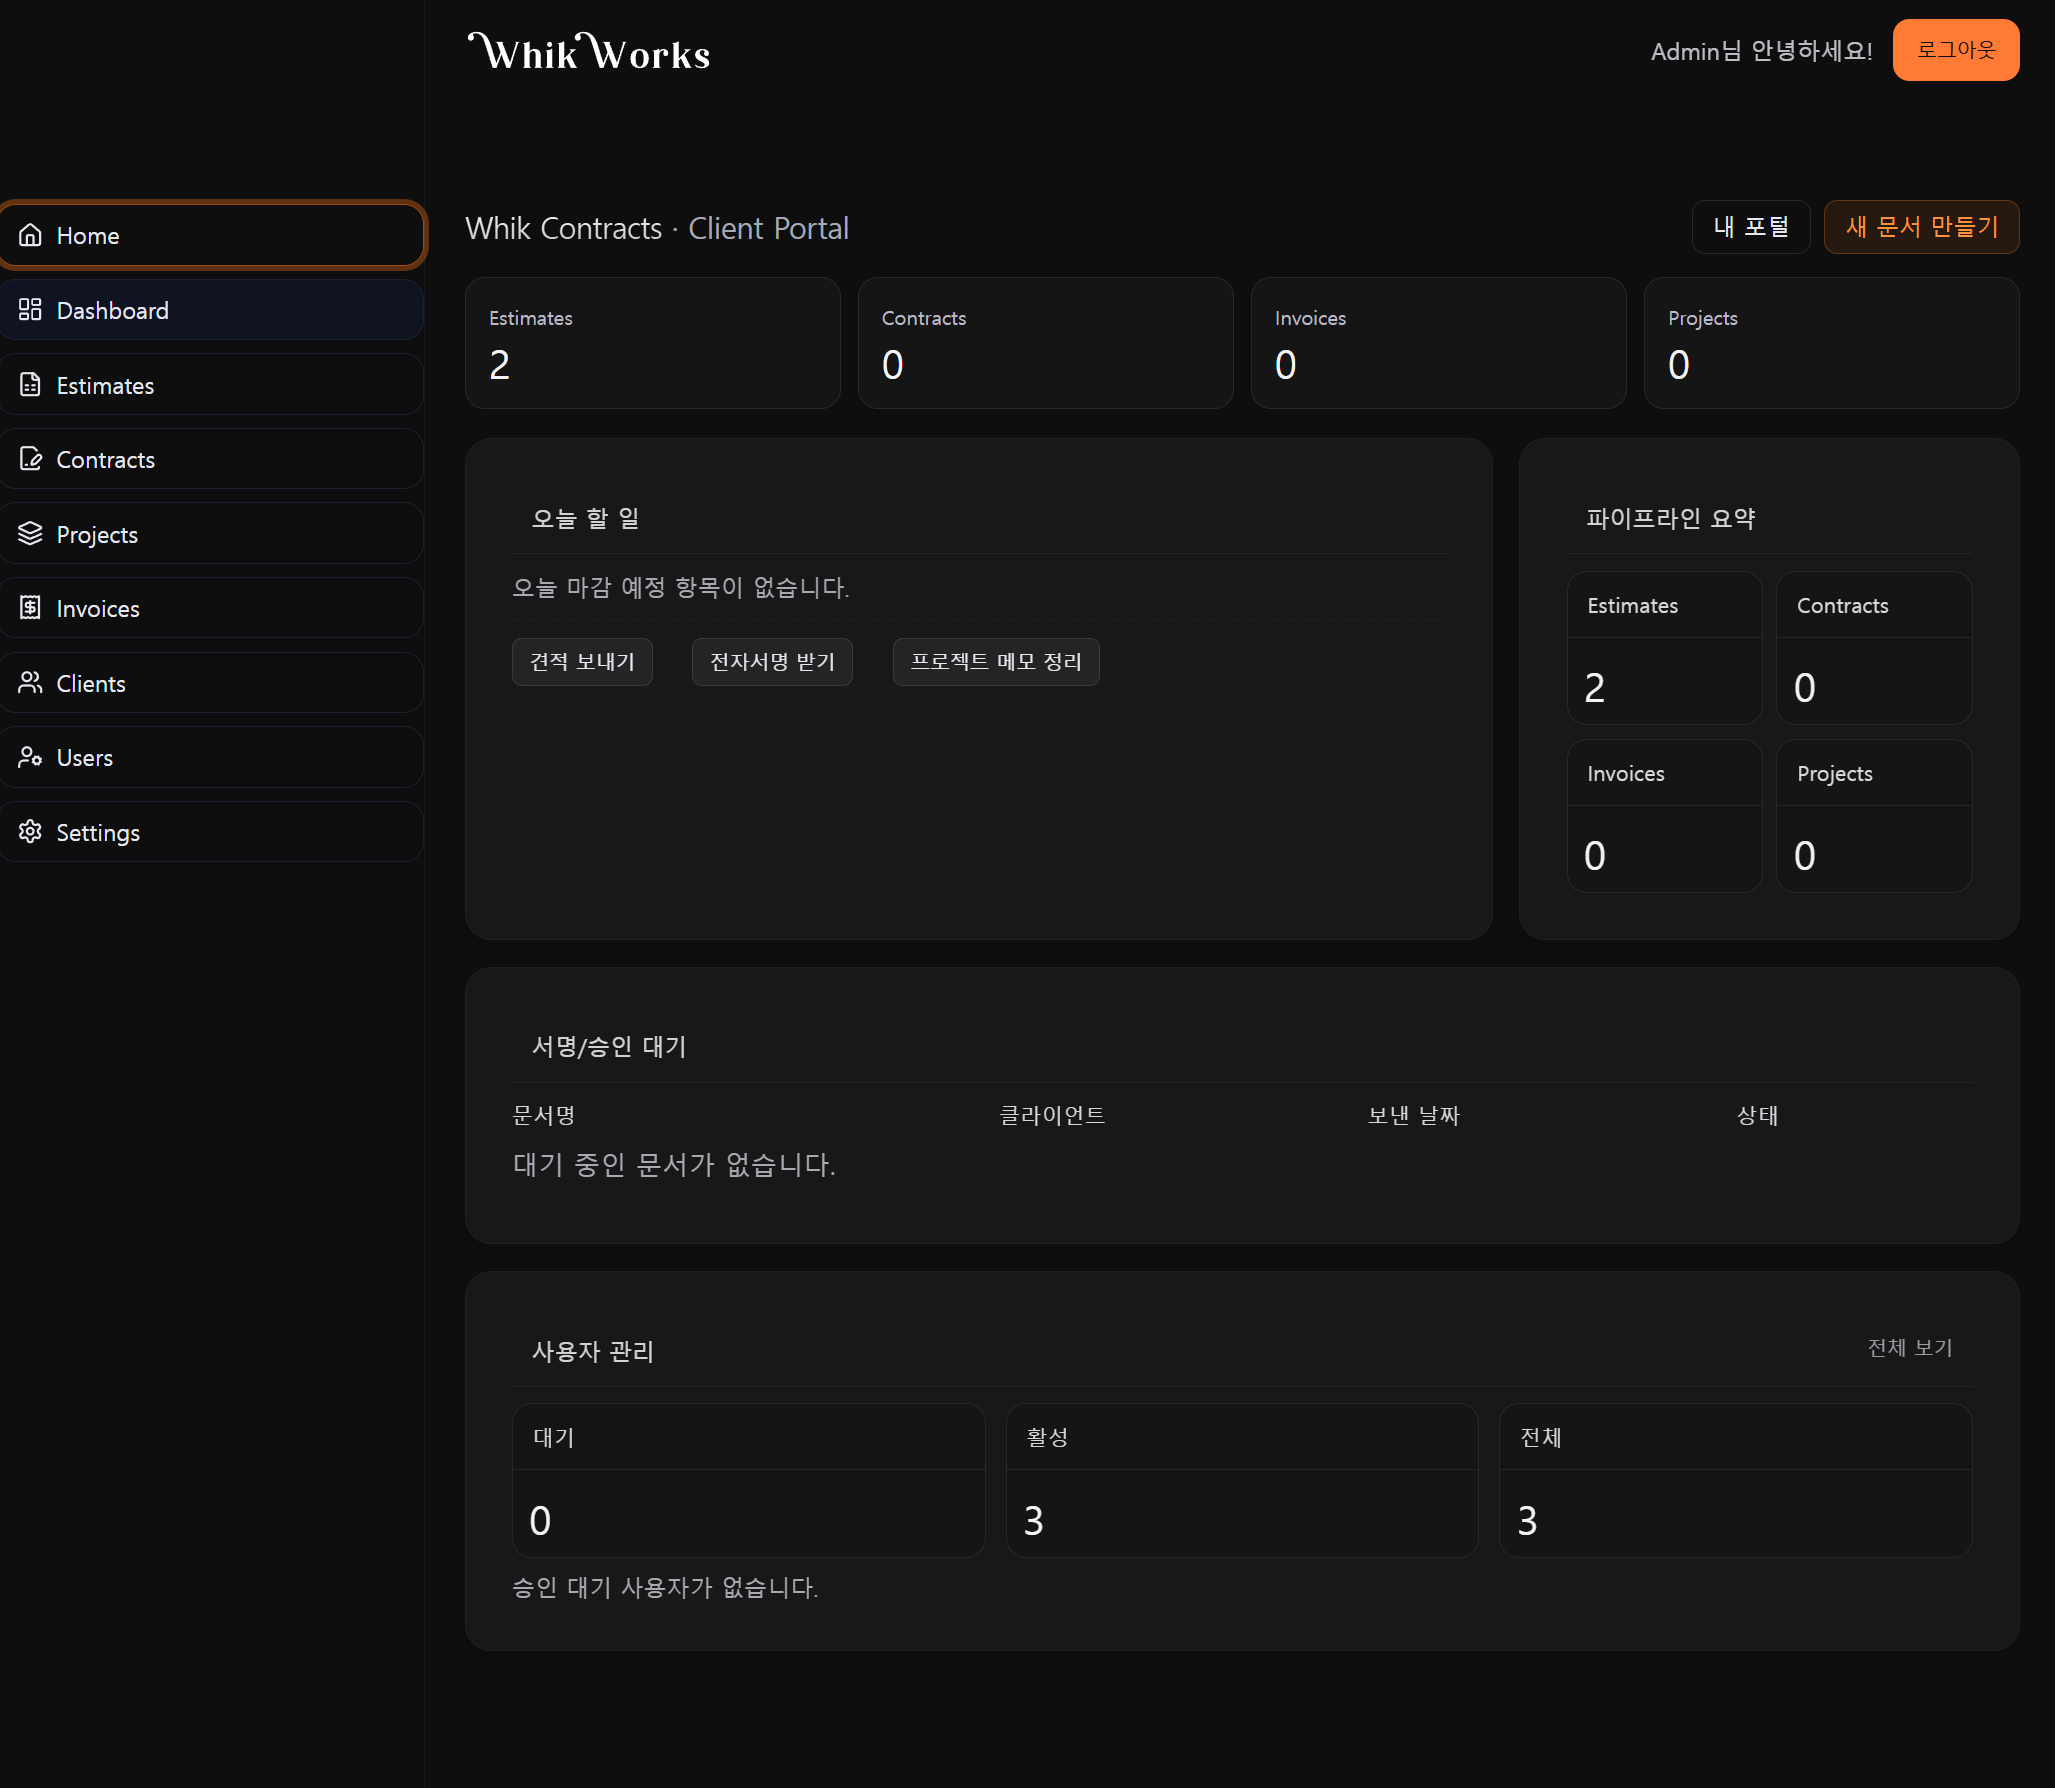 WhikWorks
Admin님 안녕하세요!
로그아웃
Home
Dashboard
Estimates
Contracts
Projects
Invoices
Clients
Users
Settings
Whik Contracts · Client Portal
내 포털
새 문서 만들기
Estimates
2
Contracts
0
Invoices
0
Projects
0
오늘 할 일
오늘 마감 예정 항목이 없습니다.
견적 보내기
전자서명 받기
프로젝트 메모 정리
파이프라인 요약
Estimates
2
Contracts
0
Invoices
0
Projects
0
서명/승인 대기
문서명 클라이언트 보낸 날짜 상태
대기 중인 문서가 없습니다.
사용자 관리
전체 보기
대기
0
활성
3
전체
3
승인 대기 사용자가 없습니다.